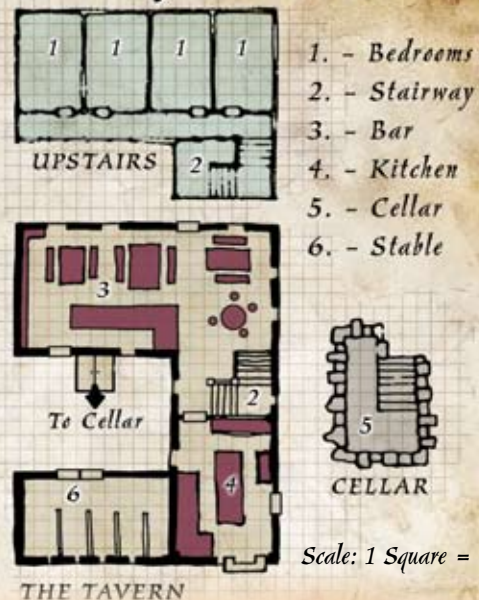 1. - Bedrooms
2. - Stairway
3. - Bar
4. - Kitchen
5. - Cellar
6. - Stable
1 1 1 1
2
UPSTAIRS
3
2
To Cellar
4
5
6
CELLAR
Scale: 1 Square =
THE TAVERN